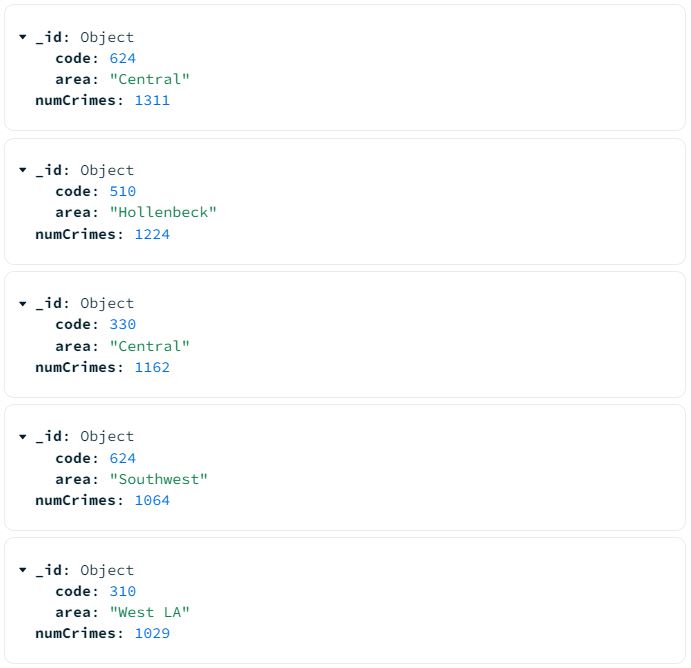 _id: Object
code: 624
area: "Central"
numCrimes: 1311
_id: Object
code: 510
area: "Hollenbeck"
numCrimes: 1224
_id: Object
code: 330
area: "Central"
numCrimes: 1162
_id: Object
code: 624
area: "Southwest"
numCrimes: 1064
_id: Object
code: 310
area: "West LA"
numCrimes: 1029